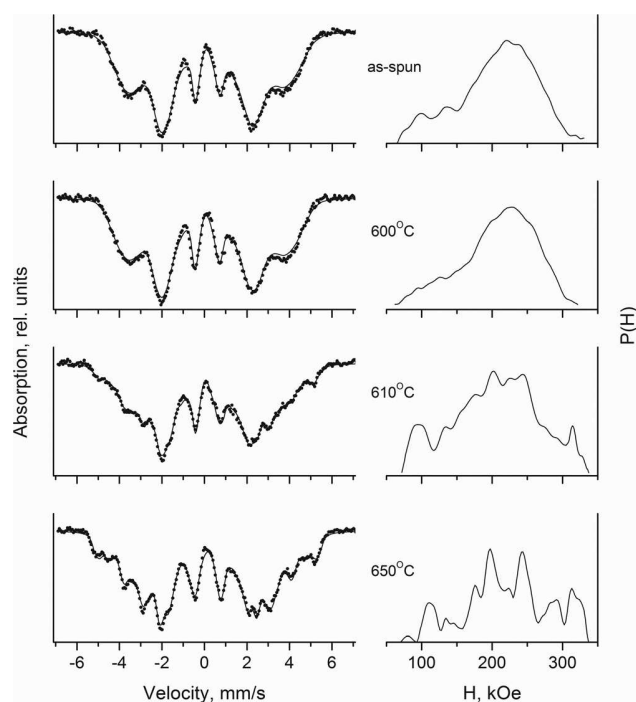 as-spun
600°C
610°C
650°C
Absorption, rel. units
P(H)
-6 -4 -2 0 2 4 6
100 200 300
Velocity, mm/s
H, kOe